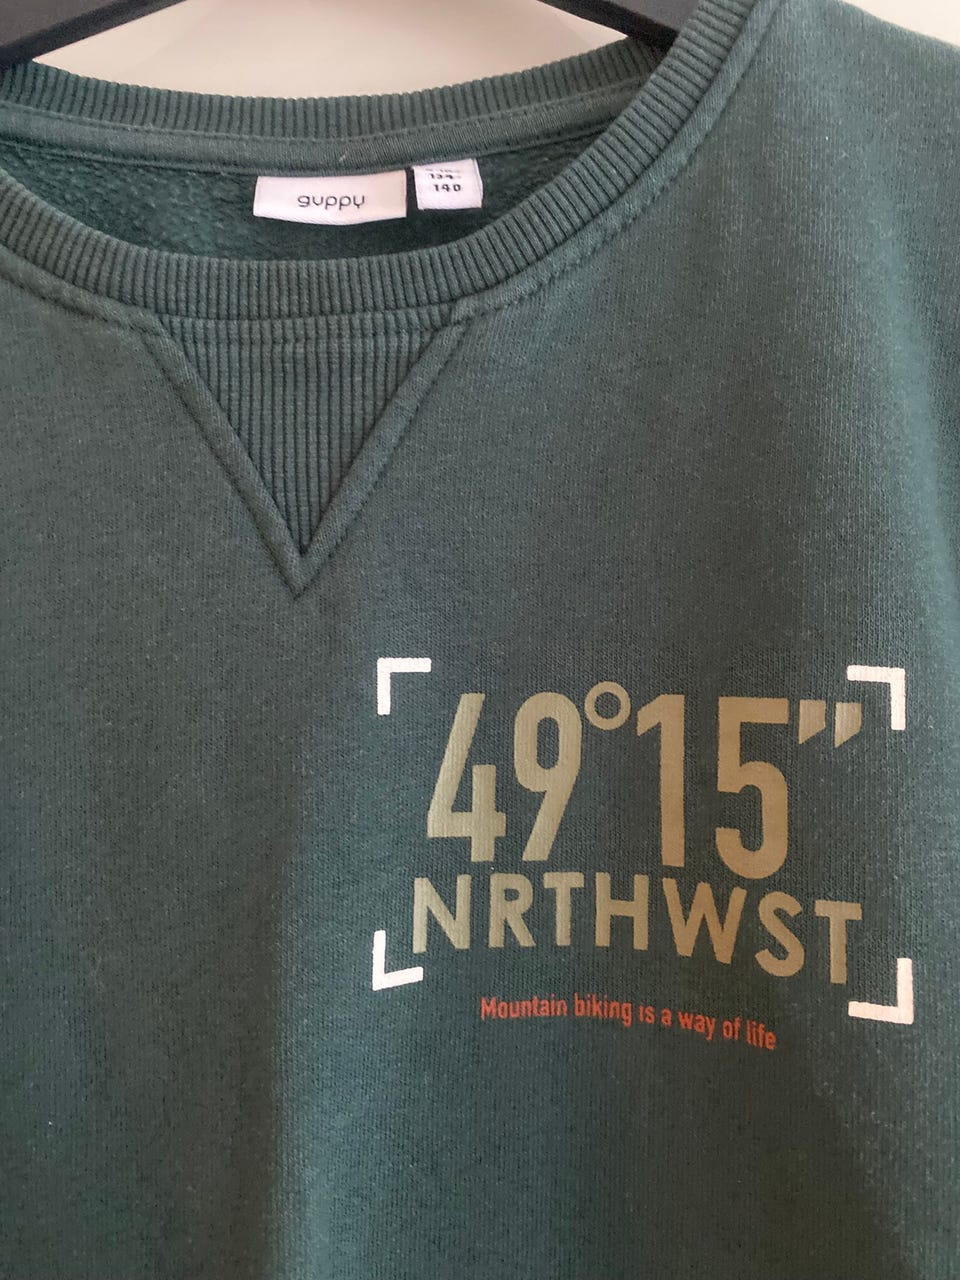 guppy
134-
140
49°15”
NRTHWST
Mountain biking is a way of life